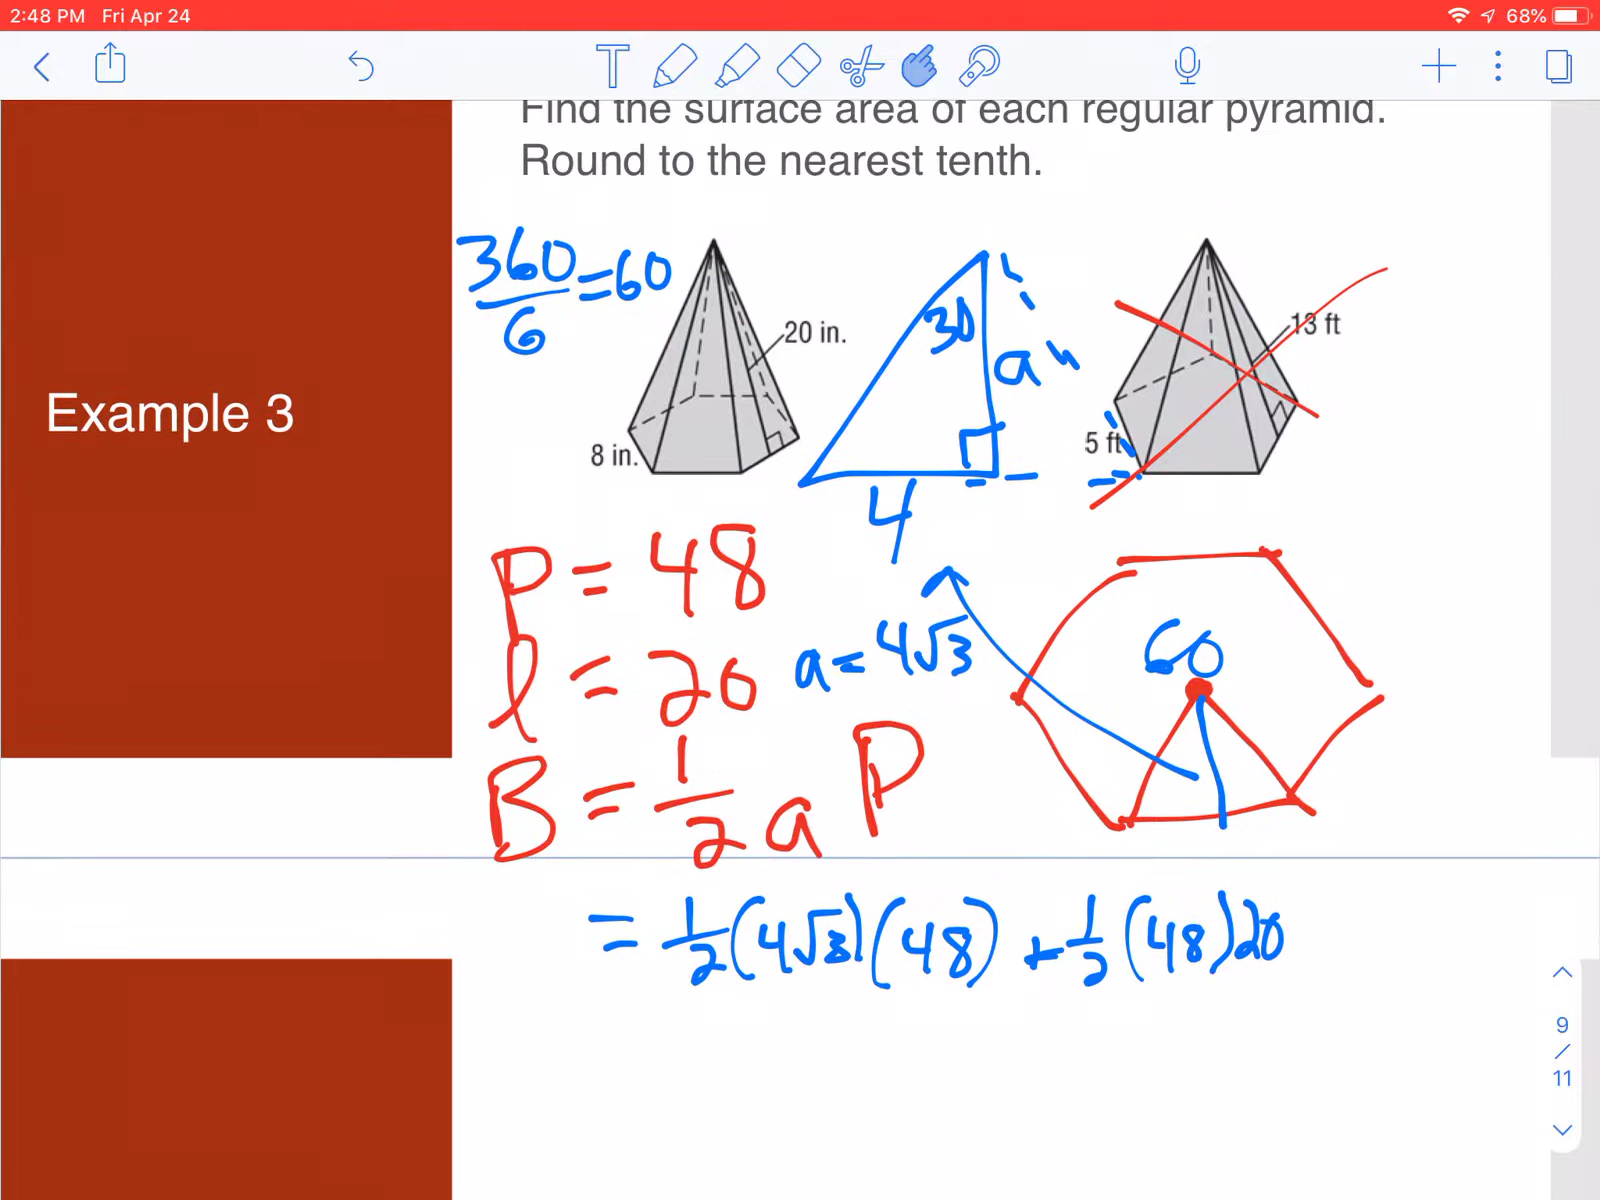 2:48 PM Fri Apr 24 68%
T
Find the surface area of each regular pyramid.
Round to the nearest tenth.
360/6 = 60
20 in.
8 in.
30
a
4
13 ft
5 ft
Example 3
P = 48
l = 20
a = 4√3
B = 1/2 a P
60
= 1/2 (4√3)(48) + 1/2 (48)20
9
/
11